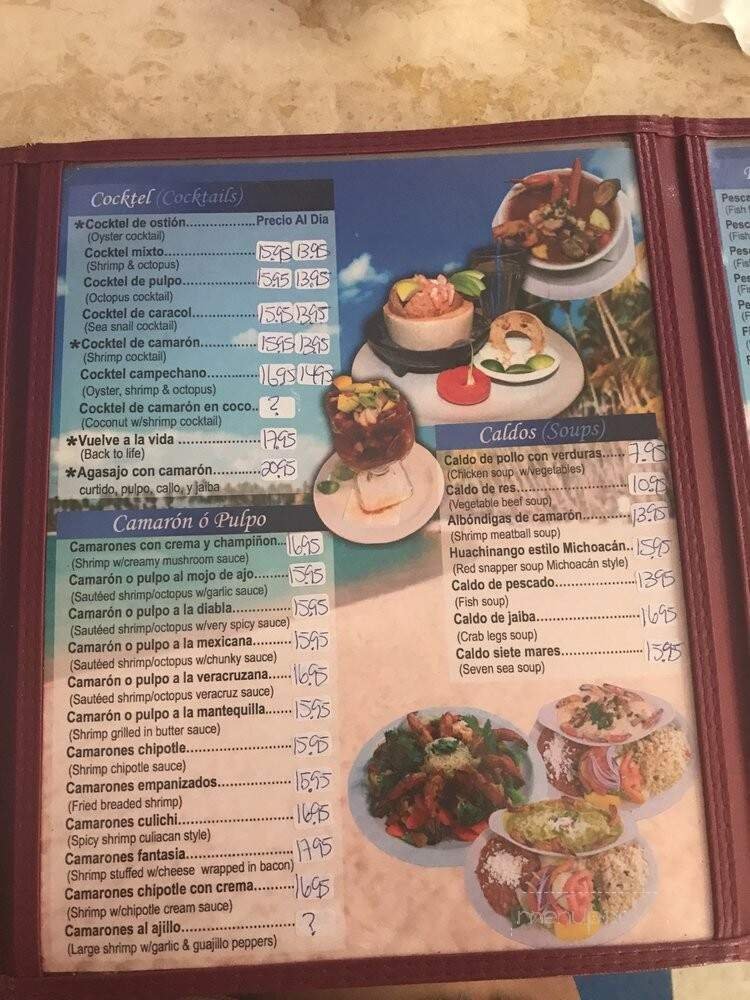 Cocktel (Cocktails)
*Cocktel de ostión..................Precio Al Dia
(Oyster cocktail)
Cocktel mixto.................15.95 13.95
(Shrimp & octopus)
Cocktel de pulpo..............15.95 13.95
(Octopus cocktail)
Cocktel de caracol............15.95 13.95
(Sea snail cocktail)
*Cocktel de camarón...........15.95 13.95
(Shrimp cocktail)
Cocktel campechano............16.95 14.95
(Oyster, shrimp & octopus)
Cocktel de camarón en coco.. ?
(Coconut w/shrimp cocktail)
*Vuelve a la vida .................17.95
(Back to life)
*Agasajo con camarón............20.95
curtido, pulpo, callo, y jaiba
Camarón ó Pulpo
Camarones con crema y champiñon...16.95
(Shrimp w/creamy mushroom sauce)
Camarón o pulpo al mojo de ajo........15.95
(Sautéed shrimp/octopus w/garlic sauce)
Camarón o pulpo a la diabla..............15.95
(Sautéed shrimp/octopus w/very spicy sauce)
Camarón o pulpo a la mexicana.........15.95
(Sautéed shrimp/octopus w/chunky sauce)
Camarón o pulpo a la veracruzana......16.95
(Sautéed shrimp/octopus veracruz sauce)
Camarón o pulpo a la mantequilla.......15.95
(Shrimp grilled in butter sauce)
Camarones chipotle........................15.95
(Shrimp chipotle sauce)
Camarones empanizados.................15.95
(Fried breaded shrimp)
Camarones culichi..........................16.95
(Spicy shrimp culiacan style)
Camarones fantasia........................17.95
(Shrimp stuffed w/cheese wrapped in bacon)
Camarones chipotle con crema.........16.95
(Shrimp w/chipotle cream sauce)
Camarones al ajillo......................... ?
(Large shrimp w/garlic & guajillo peppers)
Caldos (Soups)
Caldo de pollo con verduras.....7.95
(Chicken soup w/vegetables)
Caldo de res.......................10.95
(Vegetable beef soup)
Albóndigas de camarón...........13.95
(Shrimp meatball soup)
Huachinango estilo Michoacán..15.95
(Red snapper soup Michoacán style)
Caldo de pescado.................13.95
(Fish soup)
Caldo de jaiba.....................16.95
(Crab legs soup)
Caldo siete mares.................15.95
(Seven sea soup)